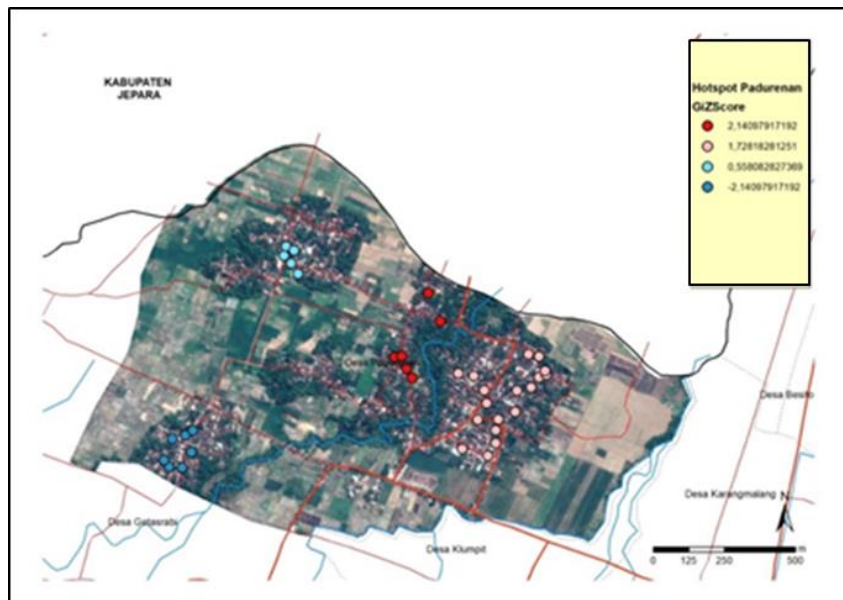 KABUPATEN
JEPARA
Hotspot Padurenan
GiZScore
2,14097917192
1,72818281251
0,558082827369
-2,14097917192
Desa
Desa Besito
Desa Karangmalang
N
Desa Klumpit
0 125 250 500
m